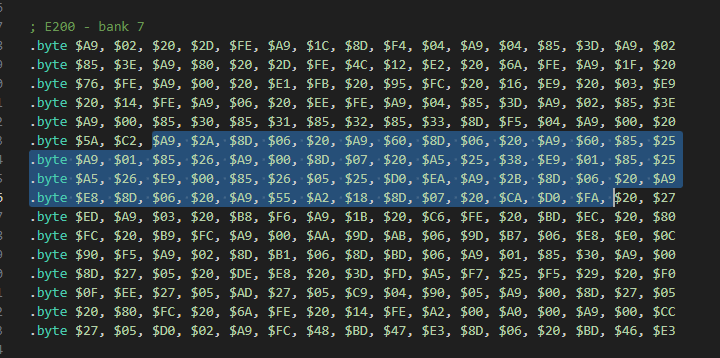 ; E200 - bank 7
.byte $A9, $02, $20, $2D, $FE, $A9, $1C, $8D, $F4, $04, $A9, $04, $85, $3D, $A9, $02
.byte $85, $3E, $A9, $80, $20, $2D, $FE, $4C, $12, $E2, $20, $6A, $FE, $A9, $1F, $20
.byte $76, $FE, $A9, $00, $20, $E1, $FB, $20, $95, $FC, $20, $16, $E9, $20, $03, $E9
.byte $20, $14, $FE, $A9, $06, $20, $EE, $FE, $A9, $04, $85, $3D, $A9, $02, $85, $3E
.byte $A9, $00, $85, $30, $85, $31, $85, $32, $85, $33, $8D, $F5, $04, $A9, $00, $20
.byte $5A, $C2, $A9, $2A, $8D, $06, $20, $A9, $60, $8D, $06, $20, $A9, $60, $85, $25
.byte $A9, $01, $85, $26, $A9, $00, $8D, $07, $20, $A5, $25, $38, $E9, $01, $85, $25
.byte $A5, $26, $E9, $00, $85, $26, $05, $25, $D0, $EA, $A9, $2B, $8D, $06, $20, $A9
.byte $E8, $8D, $06, $20, $A9, $55, $A2, $18, $8D, $07, $20, $CA, $D0, $FA, $20, $27
.byte $ED, $A9, $03, $20, $B8, $F6, $A9, $1B, $20, $C6, $FE, $20, $BD, $EC, $20, $80
.byte $FC, $20, $B9, $FC, $A9, $00, $AA, $9D, $AB, $06, $9D, $B7, $06, $E8, $E0, $0C
.byte $90, $F5, $A9, $02, $8D, $B1, $06, $8D, $BD, $06, $A9, $01, $85, $30, $A9, $00
.byte $8D, $27, $05, $20, $DE, $E8, $20, $3D, $FD, $A5, $F7, $25, $F5, $29, $20, $F0
.byte $0F, $EE, $27, $05, $AD, $27, $05, $C9, $04, $90, $05, $A9, $00, $8D, $27, $05
.byte $20, $80, $FC, $20, $6A, $FE, $20, $14, $FE, $A2, $00, $A0, $00, $A9, $00, $CC
.byte $27, $05, $D0, $02, $A9, $FC, $48, $BD, $47, $E3, $8D, $06, $20, $BD, $46, $E3